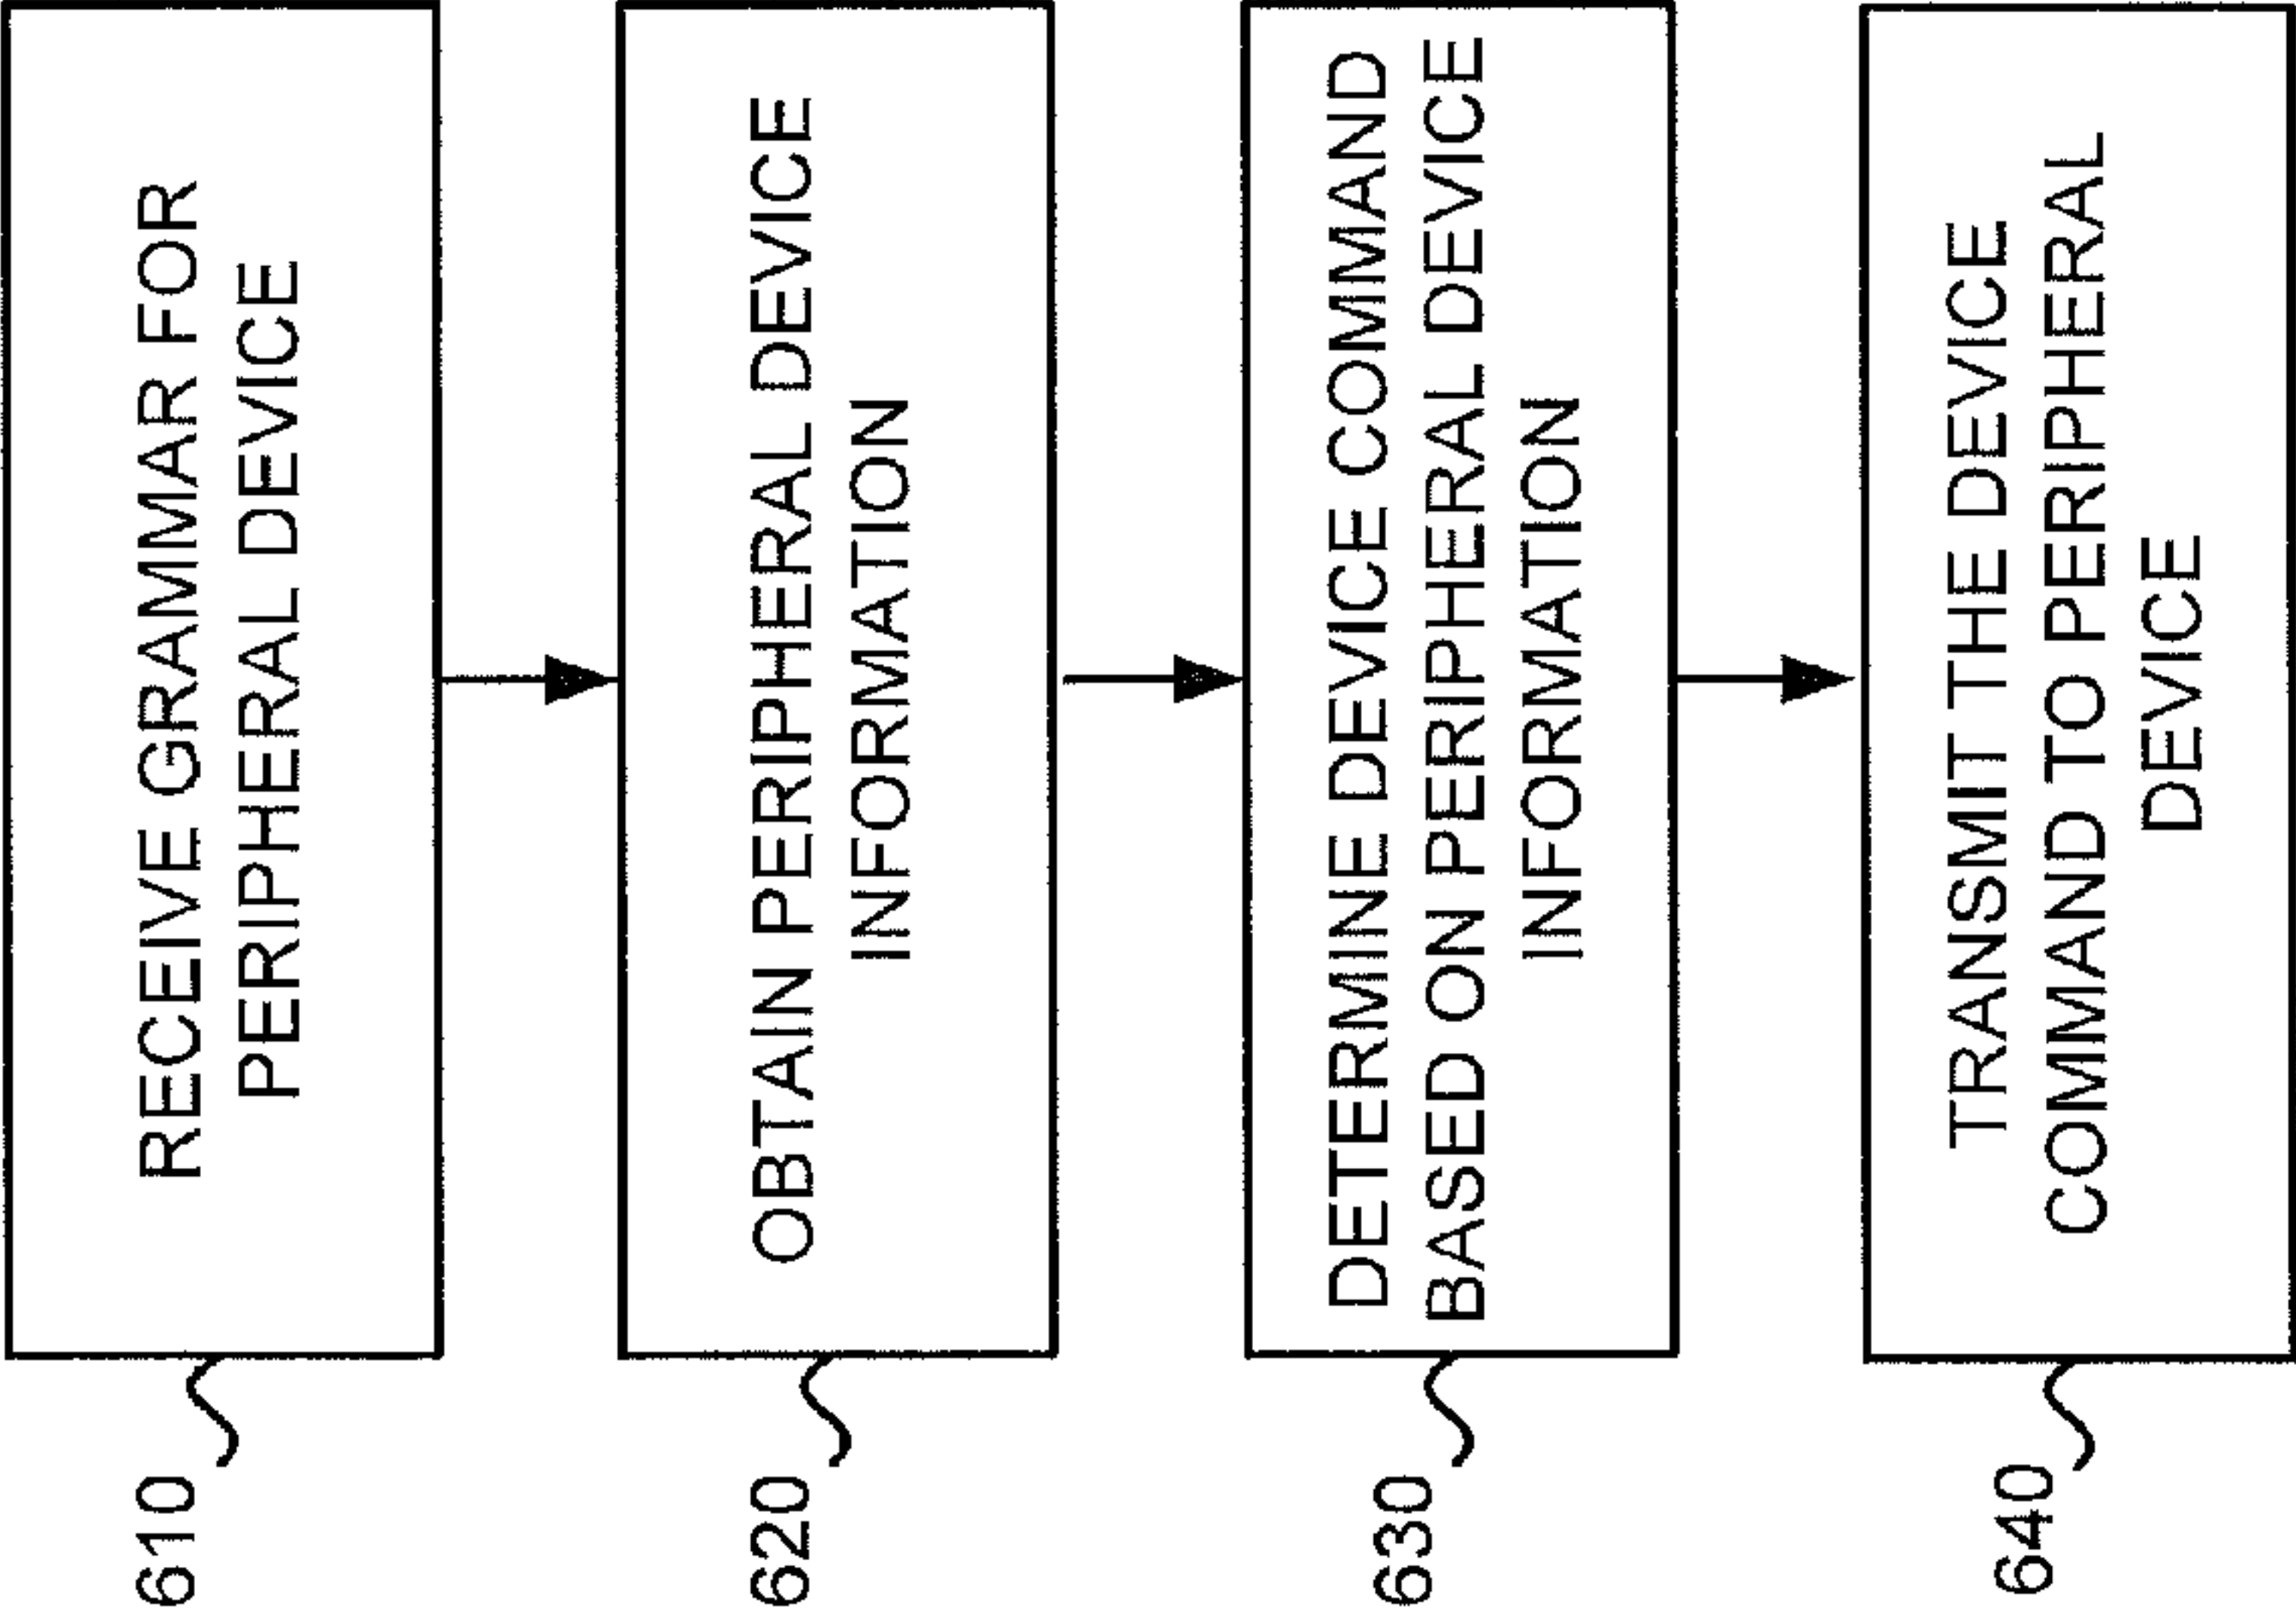 610
RECEIVE GRAMMAR FOR
PERIPHERAL DEVICE
620
OBTAIN PERIPHERAL DEVICE
INFORMATION
630
DETERMINE DEVICE COMMAND
BASED ON PERIPHERAL DEVICE
INFORMATION
640
TRANSMIT THE DEVICE
COMMAND TO PERIPHERAL
DEVICE